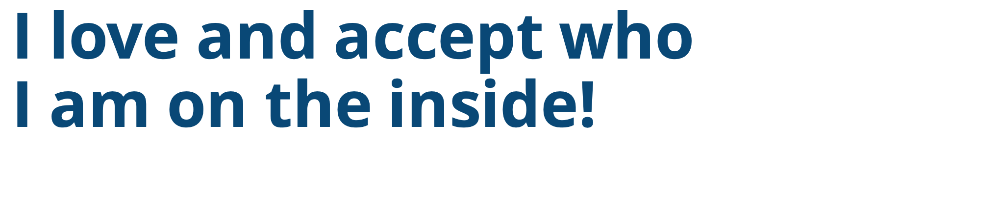 I love and accept who
I am on the inside!